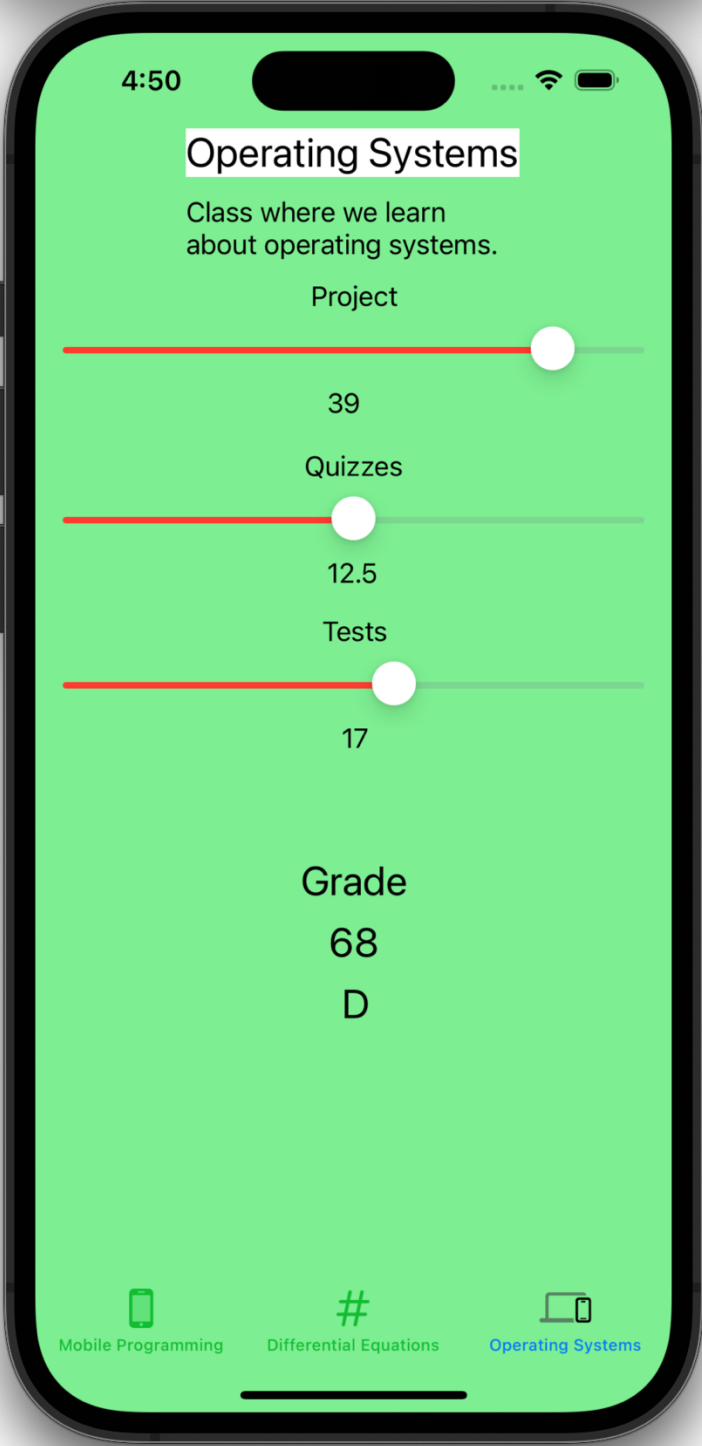 4:50
Operating Systems
Class where we learn
about operating systems.
Project
39
Quizzes
12.5
Tests
17
Grade
68
D
#
Mobile Programming
Differential Equations
Operating Systems